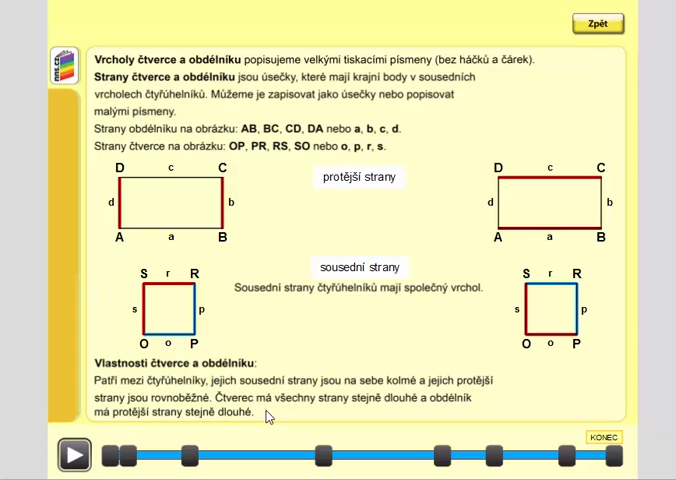 Zpět
nns.cz
Vrcholy čtverce a obdélníku popisujeme velkými tiskacími písmeny (bez háčků a čárek).
Strany čtverce a obdélníku jsou úsečky, které mají krajní body v sousedních
vrcholech čtyřúhelníků. Můžeme je zapisovat jako úsečky nebo popisovat
malými písmeny.
Strany obdélníku na obrázku: AB, BC, CD, DA nebo a, b, c, d.
Strany čtverce na obrázku: OP, PR, RS, SO nebo o, p, r, s.
D c C
protější strany
D c C
d b
d b
A a B
A a B
sousední strany
S r R
S r R
Sousední strany čtyřúhelníků mají společný vrchol.
s p
s p
O o P
O o P
Vlastnosti čtverce a obdélníku:
Patří mezi čtyřúhelníky, jejich sousední strany jsou na sebe kolmé a jejich protější
strany jsou rovnoběžné. Čtverec má všechny strany stejně dlouhé a obdélník
má protější strany stejně dlouhé.
KONEC